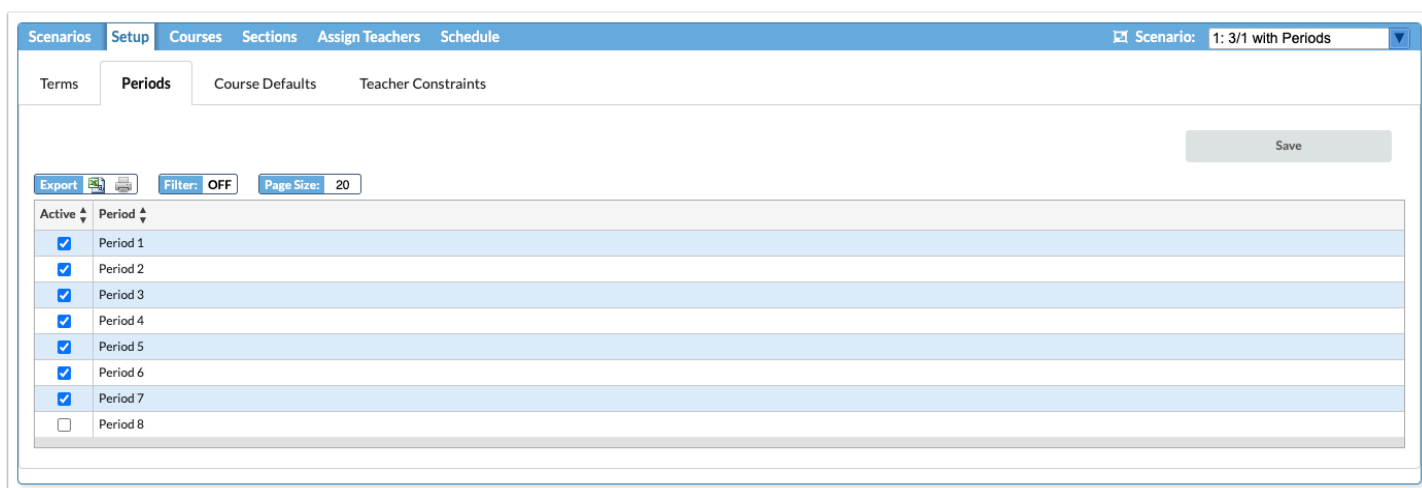 Scenarios Setup Courses Sections Assign Teachers Schedule Scenario: 1: 3/1 with Periods
Terms Periods Course Defaults Teacher Constraints
Save
Export Filter: OFF Page Size: 20
Active Period
Period 1
Period 2
Period 3
Period 4
Period 5
Period 6
Period 7
Period 8